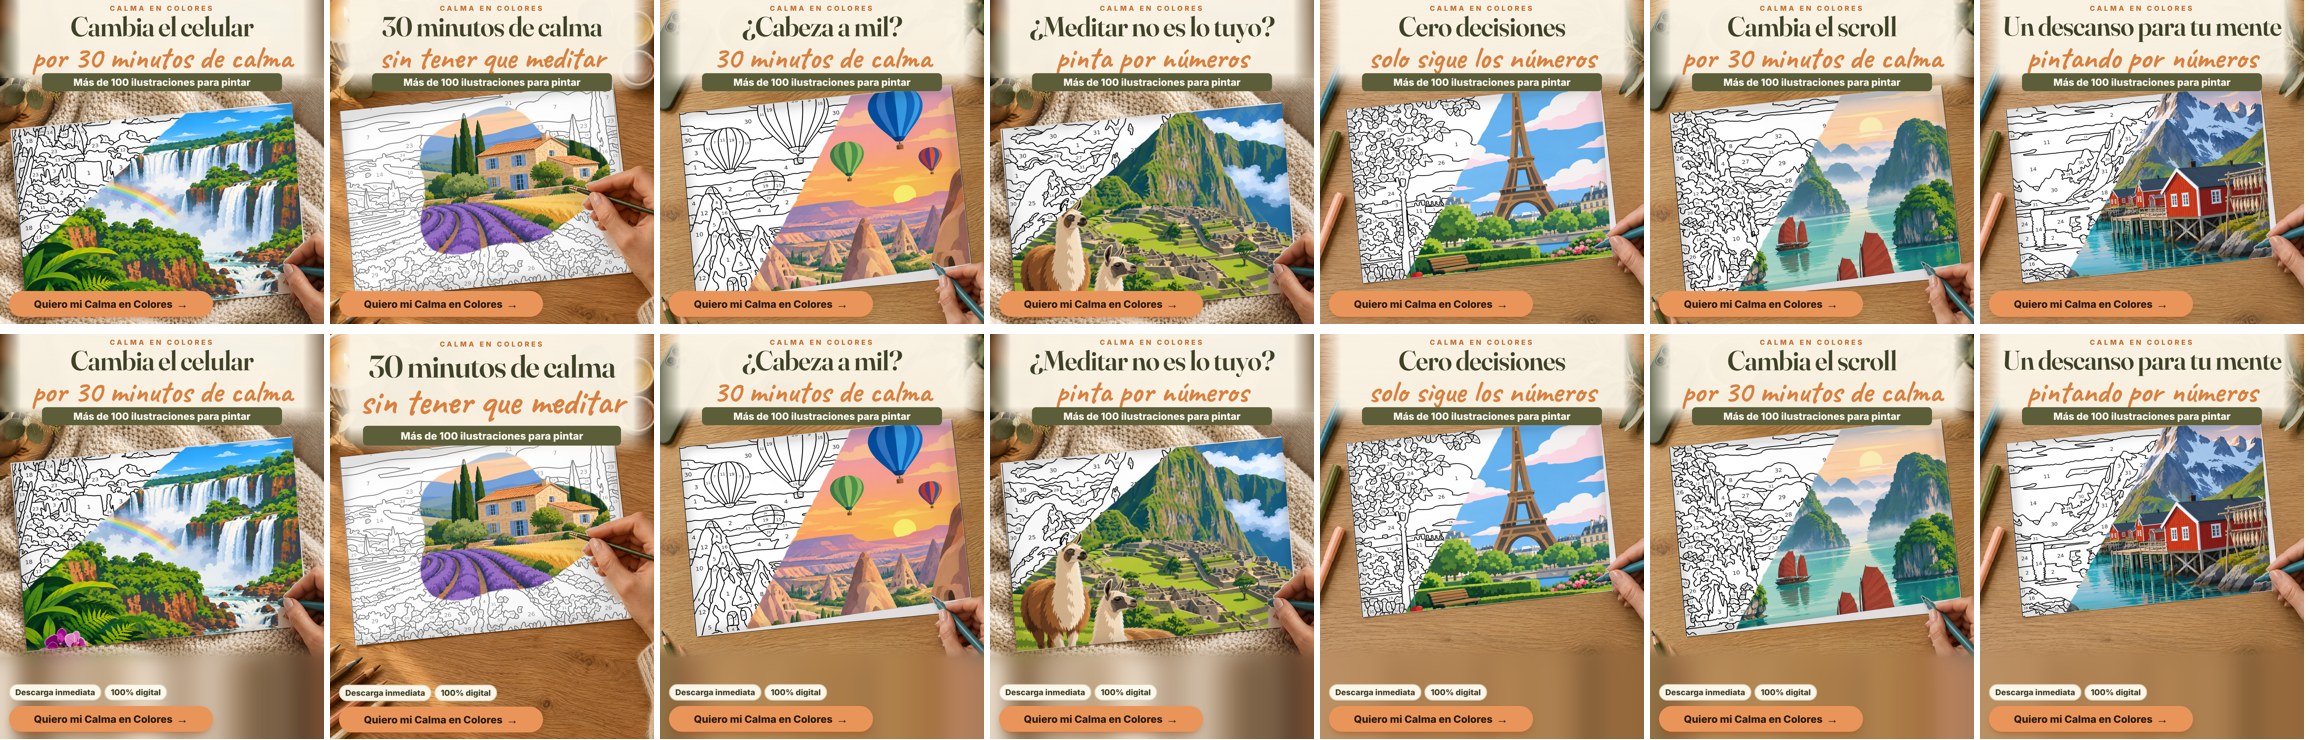 CALMA EN COLORES
Cambia el celular
por 30 minutos de calma
Más de 100 ilustraciones para pintar
Quiero mi Calma en Colores →
CALMA EN COLORES
30 minutos de calma
sin tener que meditar
Más de 100 ilustraciones para pintar
Quiero mi Calma en Colores →
CALMA EN COLORES
¿Cabeza a mil?
30 minutos de calma
Más de 100 ilustraciones para pintar
Quiero mi Calma en Colores →
CALMA EN COLORES
¿Meditar no es lo tuyo?
pinta por números
Más de 100 ilustraciones para pintar
Quiero mi Calma en Colores →
CALMA EN COLORES
Cero decisiones
solo sigue los números
Más de 100 ilustraciones para pintar
Quiero mi Calma en Colores →
CALMA EN COLORES
Cambia el scroll
por 30 minutos de calma
Más de 100 ilustraciones para pintar
Quiero mi Calma en Colores →
CALMA EN COLORES
Un descanso para tu mente
pintando por números
Más de 100 ilustraciones para pintar
Quiero mi Calma en Colores →
CALMA EN COLORES
Cambia el celular
por 30 minutos de calma
Más de 100 ilustraciones para pintar
Descarga inmediata 100% digital
Quiero mi Calma en Colores →
CALMA EN COLORES
30 minutos de calma
sin tener que meditar
Más de 100 ilustraciones para pintar
Descarga inmediata 100% digital
Quiero mi Calma en Colores →
CALMA EN COLORES
¿Cabeza a mil?
30 minutos de calma
Más de 100 ilustraciones para pintar
Descarga inmediata 100% digital
Quiero mi Calma en Colores →
CALMA EN COLORES
¿Meditar no es lo tuyo?
pinta por números
Más de 100 ilustraciones para pintar
Descarga inmediata 100% digital
Quiero mi Calma en Colores →
CALMA EN COLORES
Cero decisiones
solo sigue los números
Más de 100 ilustraciones para pintar
Descarga inmediata 100% digital
Quiero mi Calma en Colores →
CALMA EN COLORES
Cambia el scroll
por 30 minutos de calma
Más de 100 ilustraciones para pintar
Descarga inmediata 100% digital
Quiero mi Calma en Colores →
CALMA EN COLORES
Un descanso para tu mente
pintando por números
Más de 100 ilustraciones para pintar
Descarga inmediata 100% digital
Quiero mi Calma en Colores →